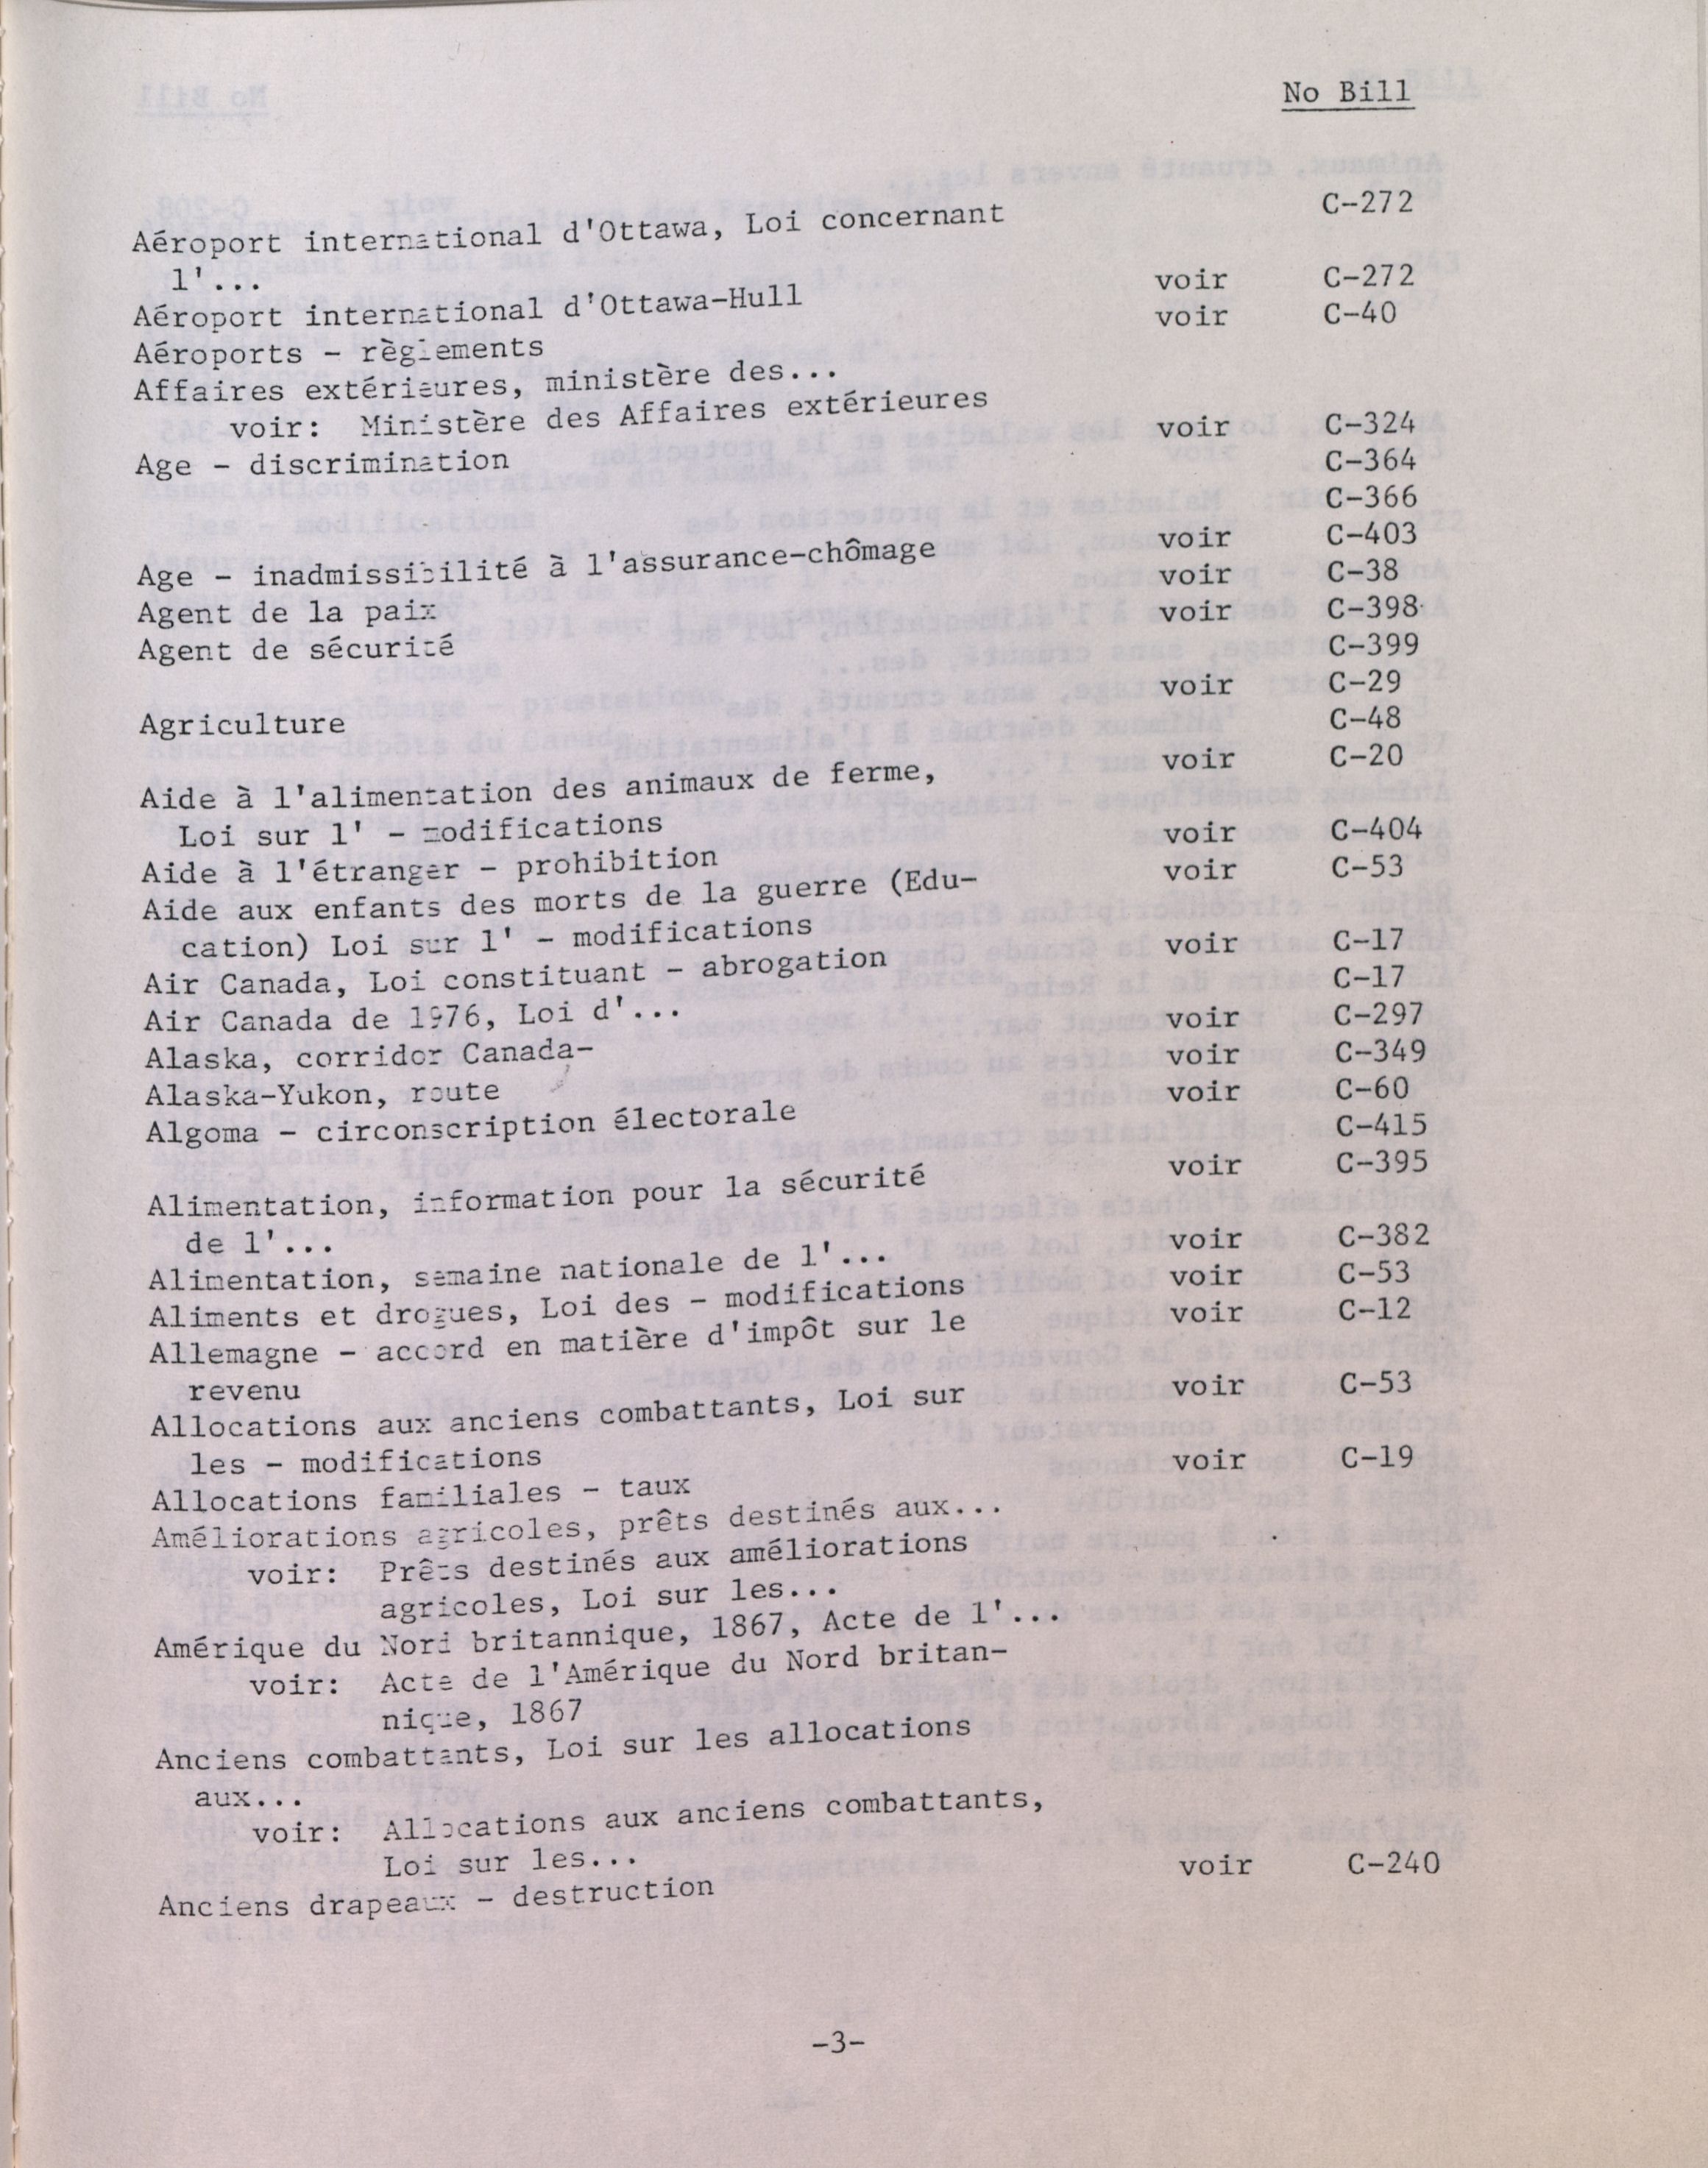 No Bill
Aéroport international d'Ottawa, Loi concernant C-272
l'...
Aéroport international d'Ottawa-Hull voir C-272
Aéroports - règlements voir C-40
Affaires extérieures, ministère des...
voir: Ministère des Affaires extérieures
Age - discrimination voir C-324
C-364
C-366
Age - inadmissibilité à l'assurance-chômage voir C-403
Agent de la paix voir C-38
Agent de sécurité voir C-398
C-399
Agriculture voir C-29
C-48
Aide à l'alimentation des animaux de ferme, voir C-20
Loi sur l' - modifications
Aide à l'étranger - prohibition voir C-404
Aide aux enfants des morts de la guerre (Edu- voir C-53
cation) Loi sur l' - modifications
Air Canada, Loi constituant - abrogation voir C-17
Air Canada de 1976, Loi d'... C-17
Alaska, corridor Canada- voir C-297
Alaska-Yukon, route voir C-349
Algoma - circonscription électorale voir C-60
C-415
Alimentation, information pour la sécurité voir C-395
de l'...
Alimentation, semaine nationale de l'... voir C-382
Aliments et drogues, Loi des - modifications voir C-53
Allemagne - accord en matière d'impôt sur le voir C-12
revenu
Allocations aux anciens combattants, Loi sur voir C-53
les - modifications
Allocations familiales - taux voir C-19
Améliorations agricoles, prêts destinés aux...
voir: Prêts destinés aux améliorations
agricoles, Loi sur les...
Amérique du Nord britannique, 1867, Acte de l'...
voir: Acte de l'Amérique du Nord britan-
nique, 1867
Anciens combattants, Loi sur les allocations
aux...
voir: Allocations aux anciens combattants,
Loi sur les...
Anciens drapeaux - destruction voir C-240
-3-